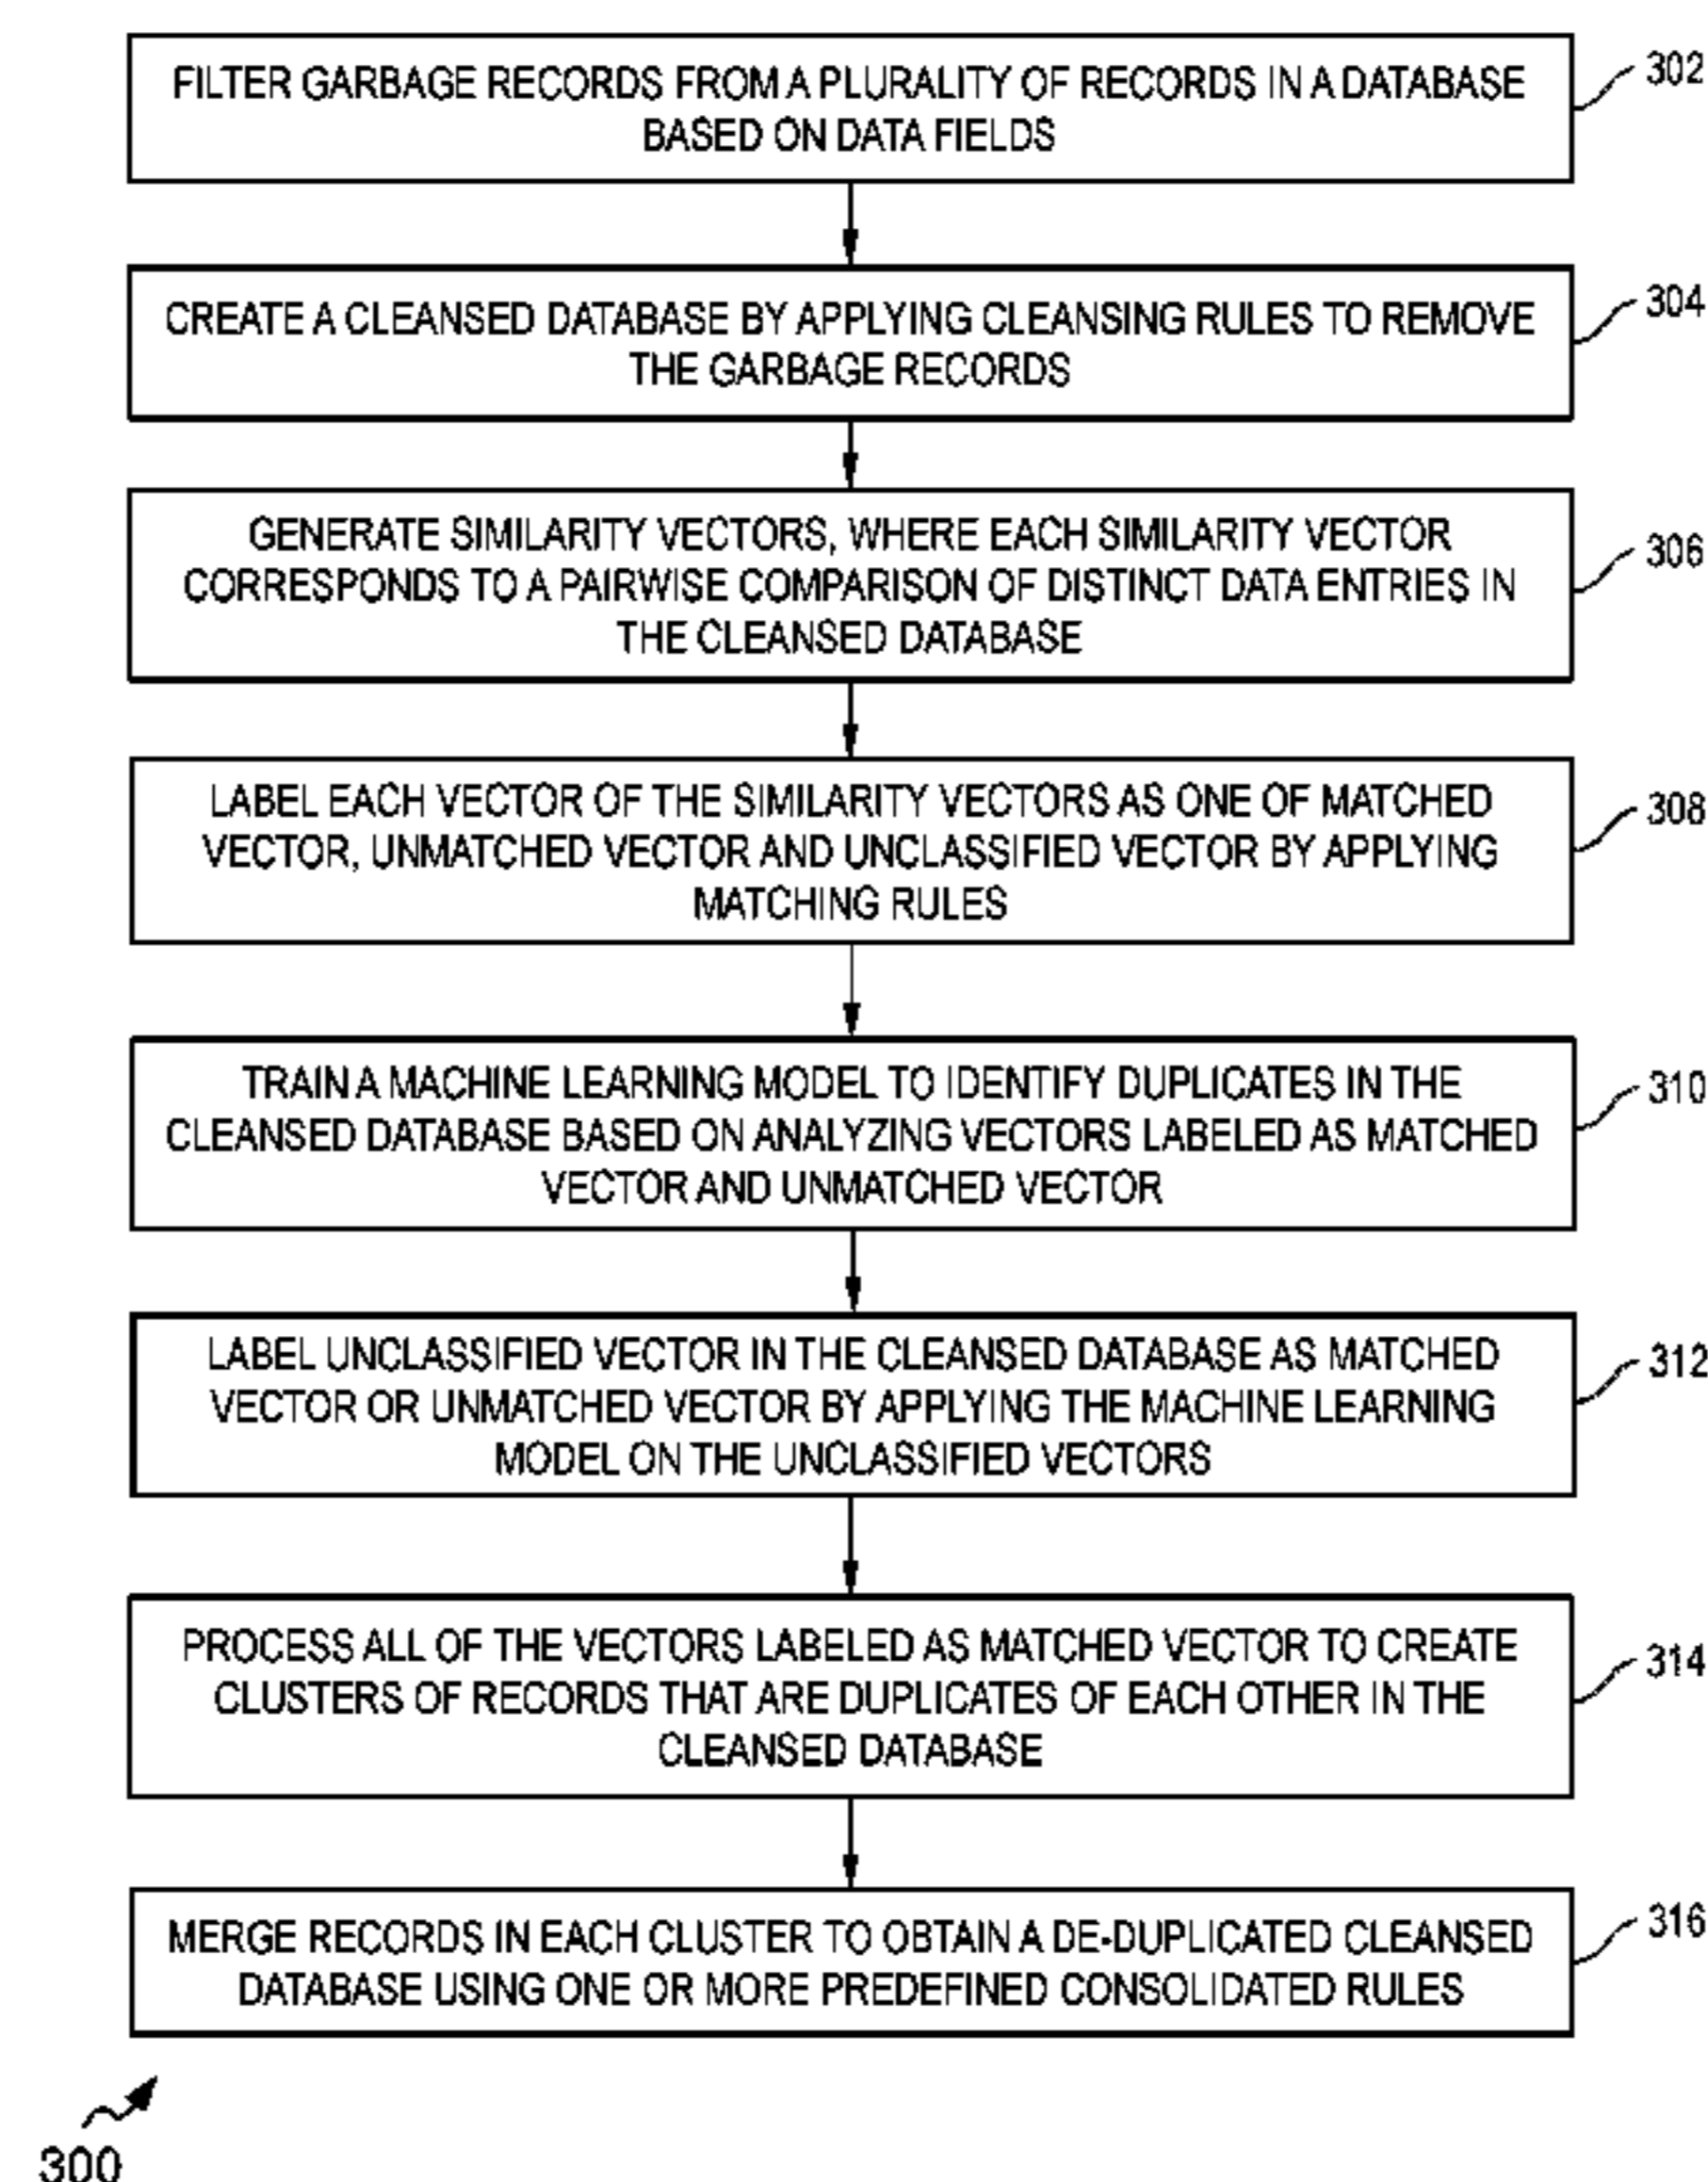 FILTER GARBAGE RECORDS FROM A PLURALITY OF RECORDS IN A DATABASE
BASED ON DATA FIELDS
302
CREATE A CLEANSED DATABASE BY APPLYING CLEANSING RULES TO REMOVE
THE GARBAGE RECORDS
304
GENERATE SIMILARITY VECTORS, WHERE EACH SIMILARITY VECTOR
CORRESPONDS TO A PAIRWISE COMPARISON OF DISTINCT DATA ENTRIES IN
THE CLEANSED DATABASE
306
LABEL EACH VECTOR OF THE SIMILARITY VECTORS AS ONE OF MATCHED
VECTOR, UNMATCHED VECTOR AND UNCLASSIFIED VECTOR BY APPLYING
MATCHING RULES
308
TRAIN A MACHINE LEARNING MODEL TO IDENTIFY DUPLICATES IN THE
CLEANSED DATABASE BASED ON ANALYZING VECTORS LABELED AS MATCHED
VECTOR AND UNMATCHED VECTOR
310
LABEL UNCLASSIFIED VECTOR IN THE CLEANSED DATABASE AS MATCHED
VECTOR OR UNMATCHED VECTOR BY APPLYING THE MACHINE LEARNING
MODEL ON THE UNCLASSIFIED VECTORS
312
PROCESS ALL OF THE VECTORS LABELED AS MATCHED VECTOR TO CREATE
CLUSTERS OF RECORDS THAT ARE DUPLICATES OF EACH OTHER IN THE
CLEANSED DATABASE
314
MERGE RECORDS IN EACH CLUSTER TO OBTAIN A DE-DUPLICATED CLEANSED
DATABASE USING ONE OR MORE PREDEFINED CONSOLIDATED RULES
316
300